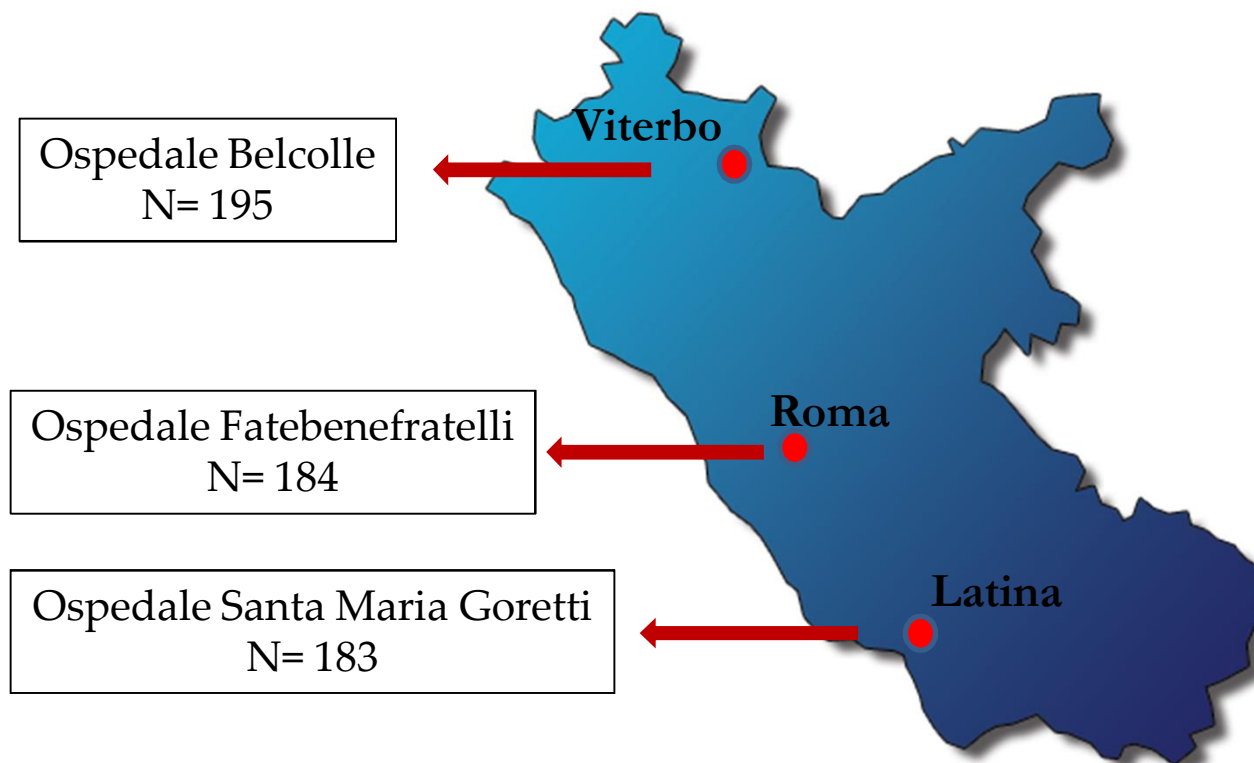 Viterbo
Ospedale Belcolle
N= 195
Roma
Ospedale Fatebenefratelli
N= 184
Latina
Ospedale Santa Maria Goretti
N= 183